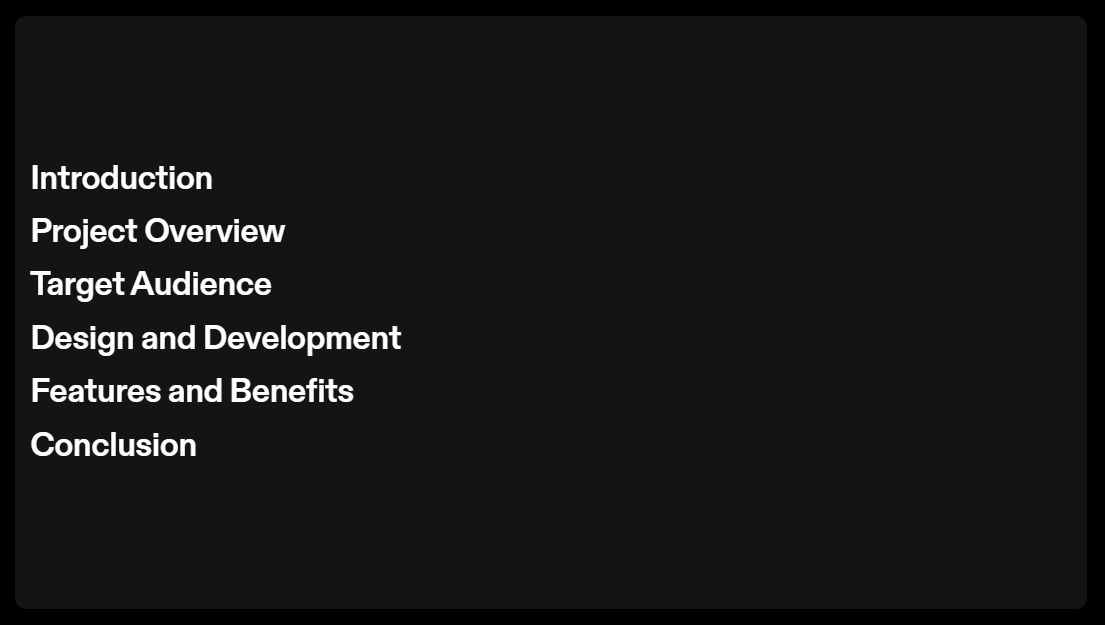 Introduction
Project Overview
Target Audience
Design and Development
Features and Benefits
Conclusion